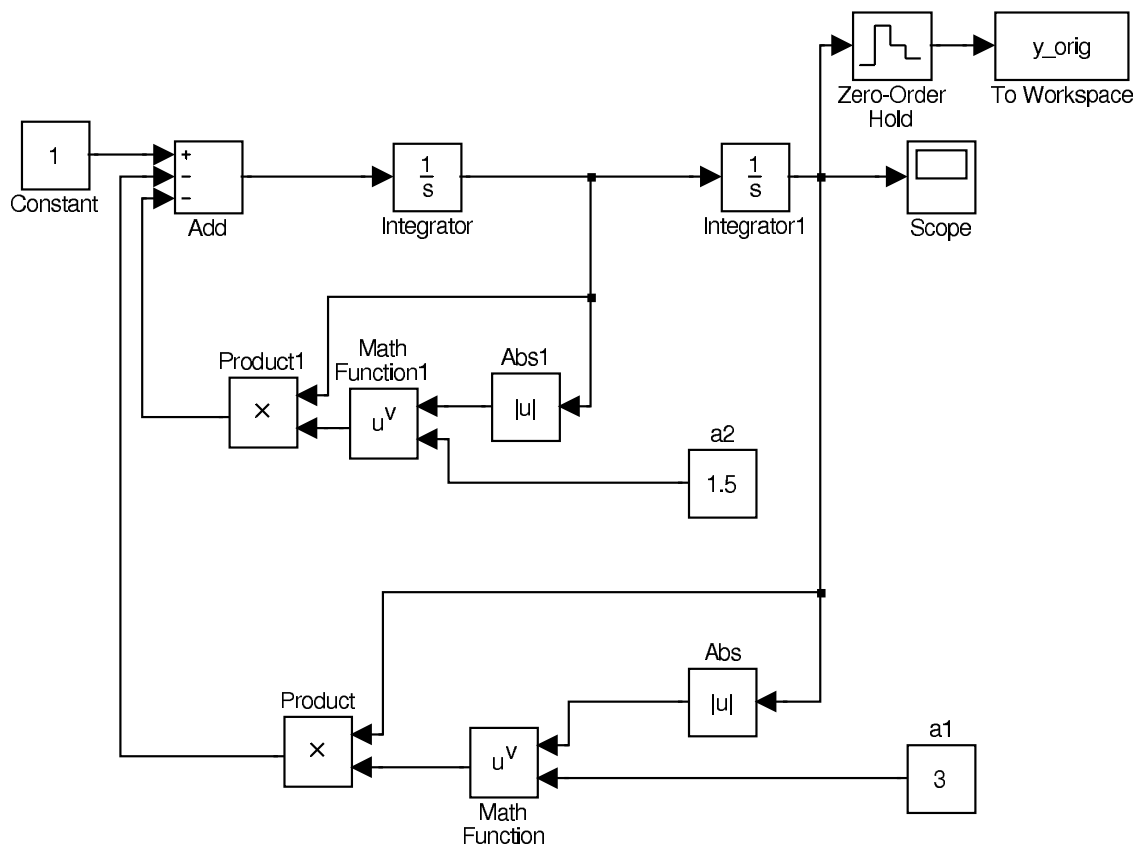 y_orig
Zero-Order
Hold
To Workspace
1
Constant
+
−
−
Add
1
s
Integrator
1
s
Integrator1
Scope
Product1
×
Math
Function1
u^v
Abs1
|u|
a2
1.5
Product
×
Abs
|u|
u^v
Math
Function
a1
3